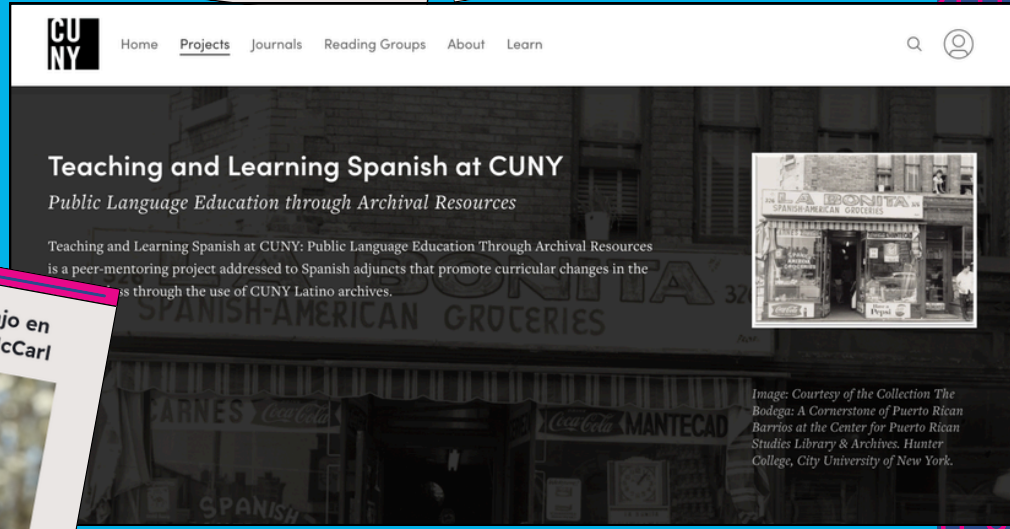 CU
NY
Home Projects Journals Reading Groups About Learn
Teaching and Learning Spanish at CUNY
Public Language Education through Archival Resources
Teaching and Learning Spanish at CUNY: Public Language Education Through Archival Resources
is a peer-mentoring project addressed to Spanish adjuncts that promote curricular changes in the
ss through the use of CUNY Latino archives.
jo en
cCarl
LA BONITA
SPANISH-AMERICAN GROCERIES
Pepsi
BONITA 326
SPANISH-AMERICAN GROCERIES
CARNES Coca-Cola Coca-Cola MANTECAD
SPANISH
Image: Courtesy of the Collection The
Bodega: A Cornerstone of Puerto Rican
Barrios at the Center for Puerto Rican
Studies Library & Archives. Hunter
College, City University of New York.